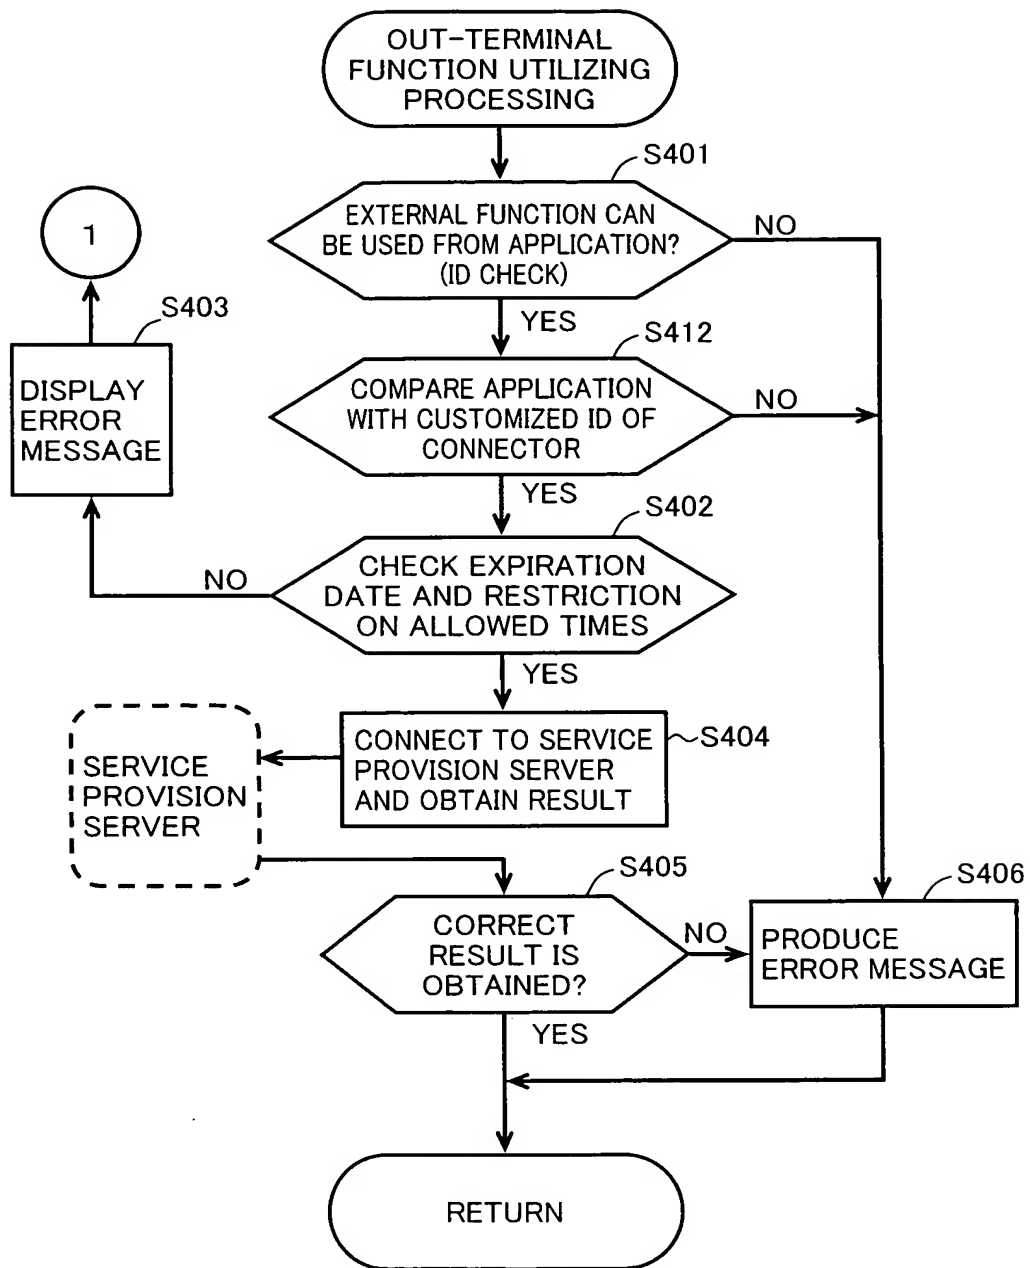 OUT-TERMINAL
FUNCTION UTILIZING
PROCESSING
S401
EXTERNAL FUNCTION CAN
BE USED FROM APPLICATION?
(ID CHECK)
NO
YES
1
S403
DISPLAY
ERROR
MESSAGE
S412
COMPARE APPLICATION
WITH CUSTOMIZED ID OF
CONNECTOR
NO
YES
S402
CHECK EXPIRATION
DATE AND RESTRICTION
ON ALLOWED TIMES
NO
YES
S404
CONNECT TO SERVICE
PROVISION SERVER
AND OBTAIN RESULT
SERVICE
PROVISION
SERVER
S405
CORRECT
RESULT IS
OBTAINED?
NO
YES
S406
PRODUCE
ERROR MESSAGE
RETURN